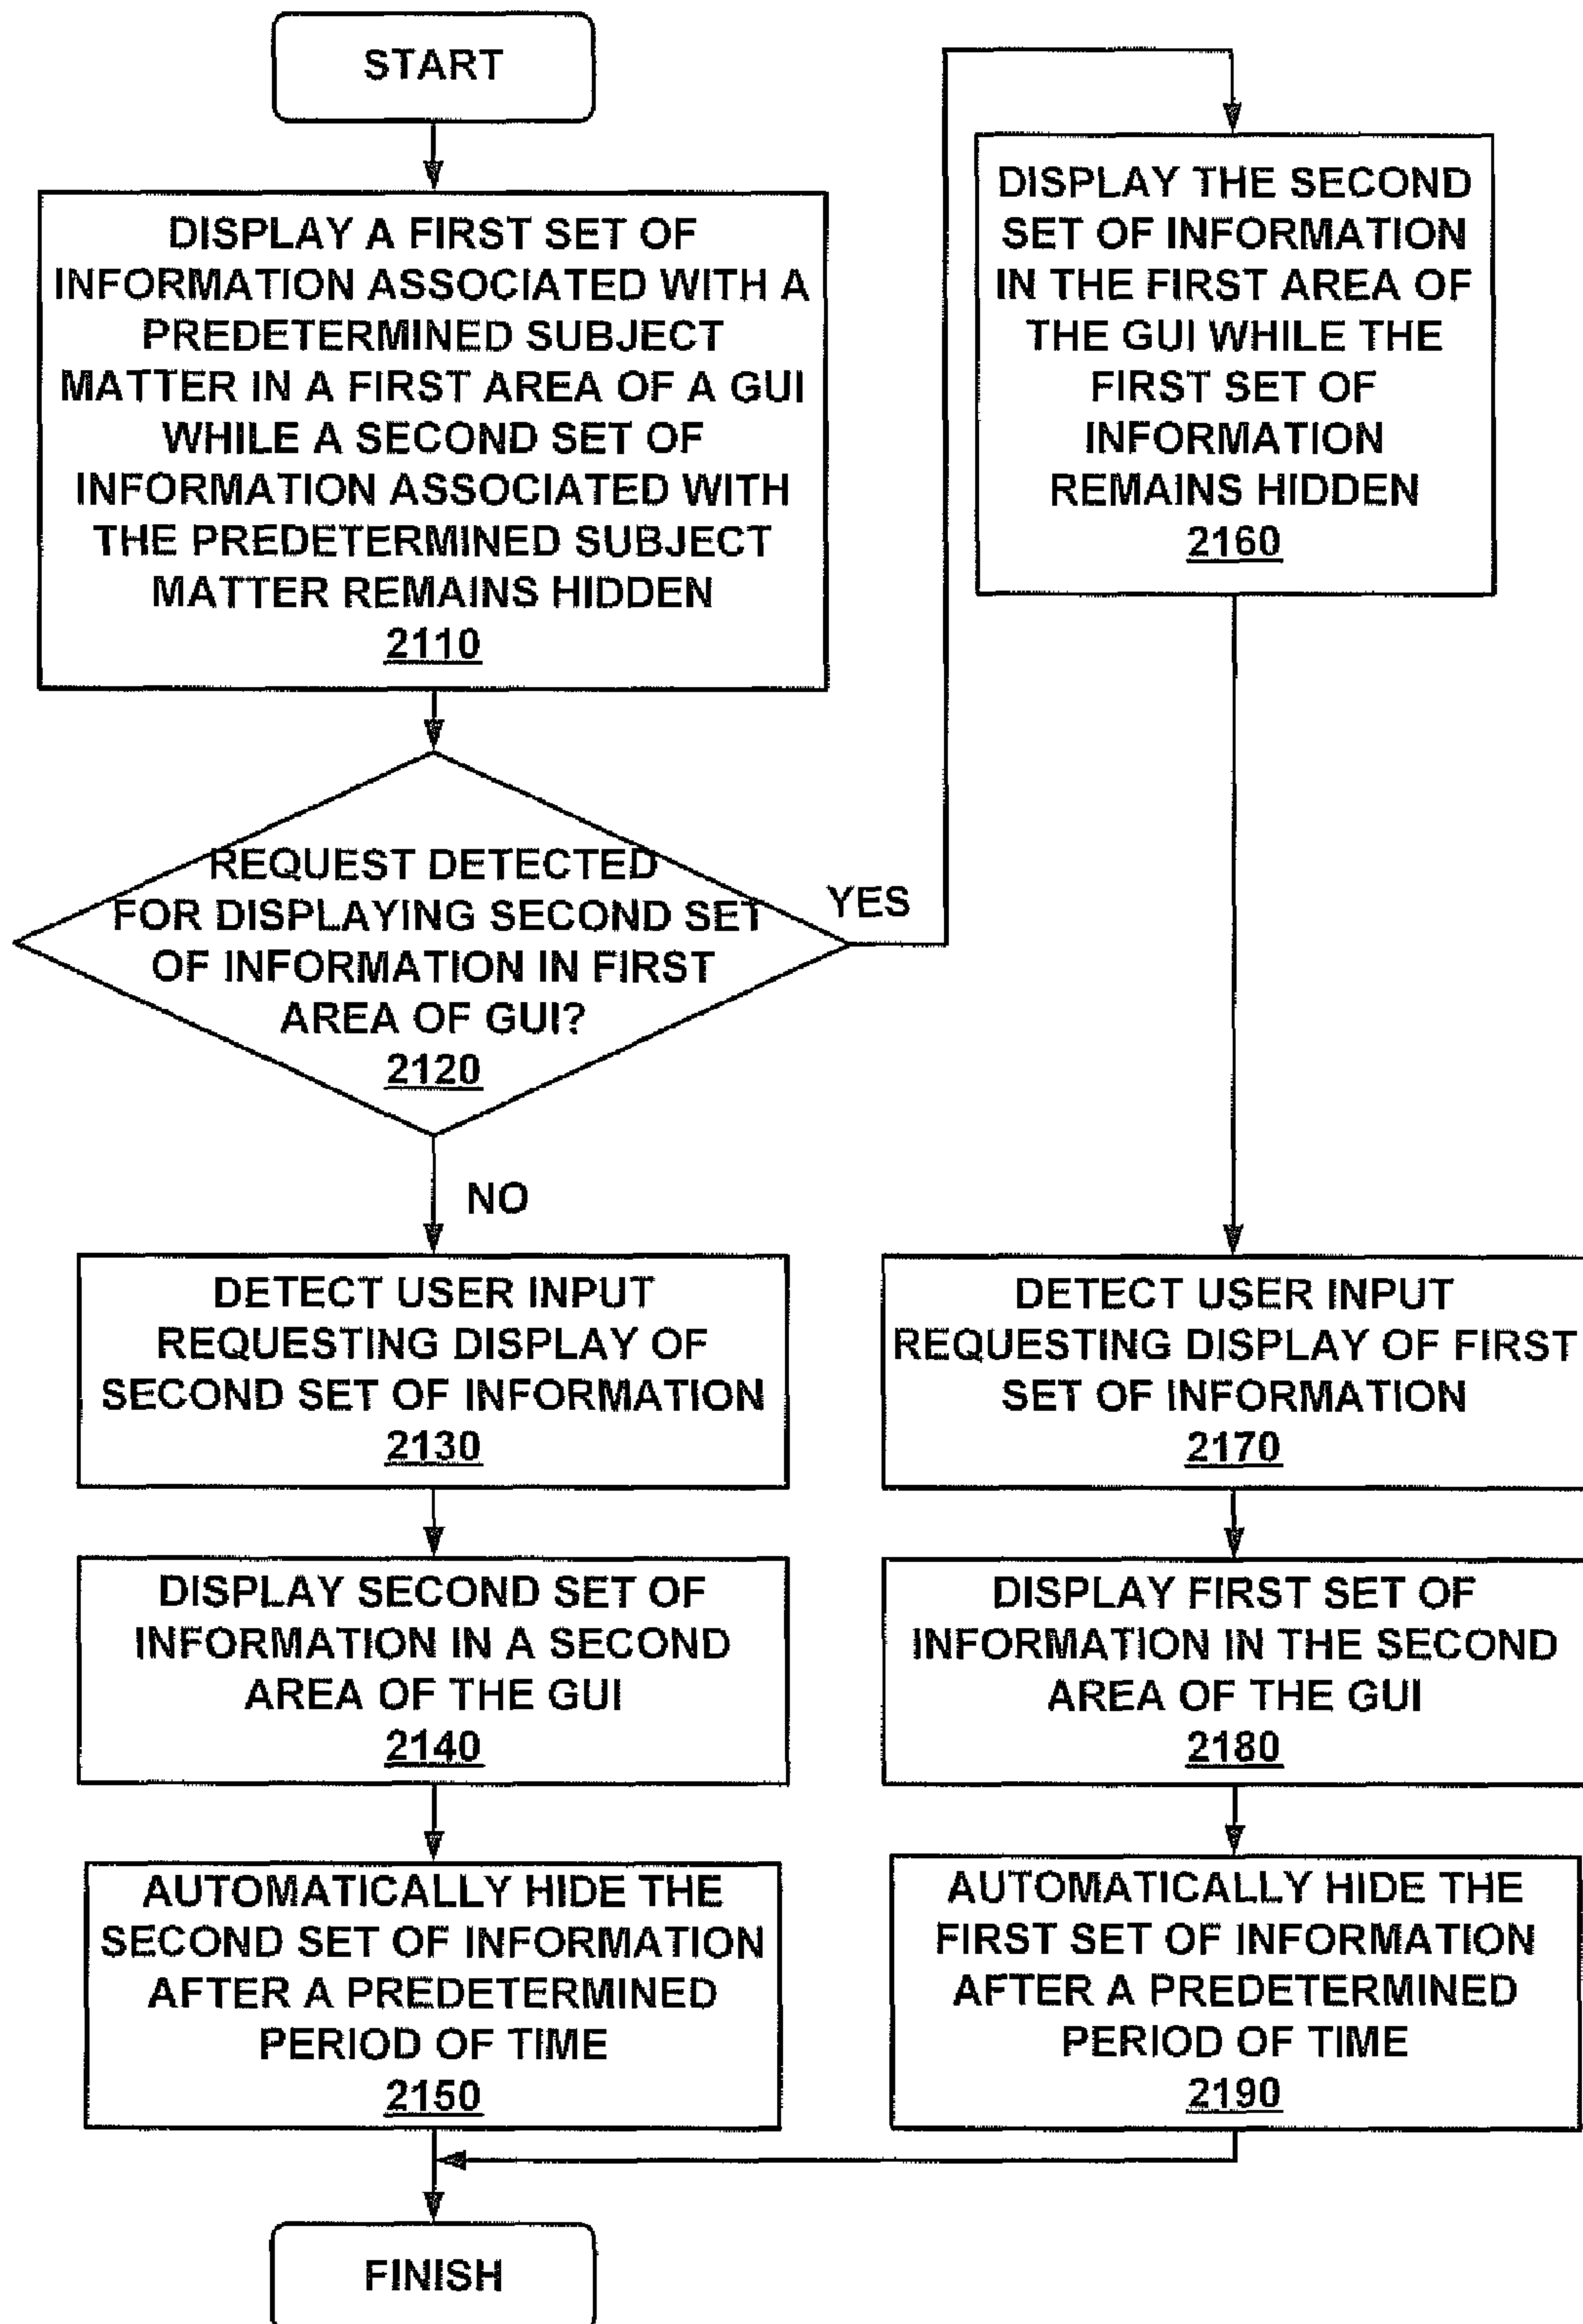 START
DISPLAY A FIRST SET OF
INFORMATION ASSOCIATED WITH A
PREDETERMINED SUBJECT
MATTER IN A FIRST AREA OF A GUI
WHILE A SECOND SET OF
INFORMATION ASSOCIATED WITH
THE PREDETERMINED SUBJECT
MATTER REMAINS HIDDEN
2110
REQUEST DETECTED
FOR DISPLAYING SECOND SET
OF INFORMATION IN FIRST
AREA OF GUI?
2120
YES
NO
DETECT USER INPUT
REQUESTING DISPLAY OF
SECOND SET OF INFORMATION
2130
DISPLAY SECOND SET OF
INFORMATION IN A SECOND
AREA OF THE GUI
2140
AUTOMATICALLY HIDE THE
SECOND SET OF INFORMATION
AFTER A PREDETERMINED
PERIOD OF TIME
2150
DISPLAY THE SECOND
SET OF INFORMATION
IN THE FIRST AREA OF
THE GUI WHILE THE
FIRST SET OF
INFORMATION
REMAINS HIDDEN
2160
DETECT USER INPUT
REQUESTING DISPLAY OF FIRST
SET OF INFORMATION
2170
DISPLAY FIRST SET OF
INFORMATION IN THE SECOND
AREA OF THE GUI
2180
AUTOMATICALLY HIDE THE
FIRST SET OF INFORMATION
AFTER A PREDETERMINED
PERIOD OF TIME
2190
FINISH